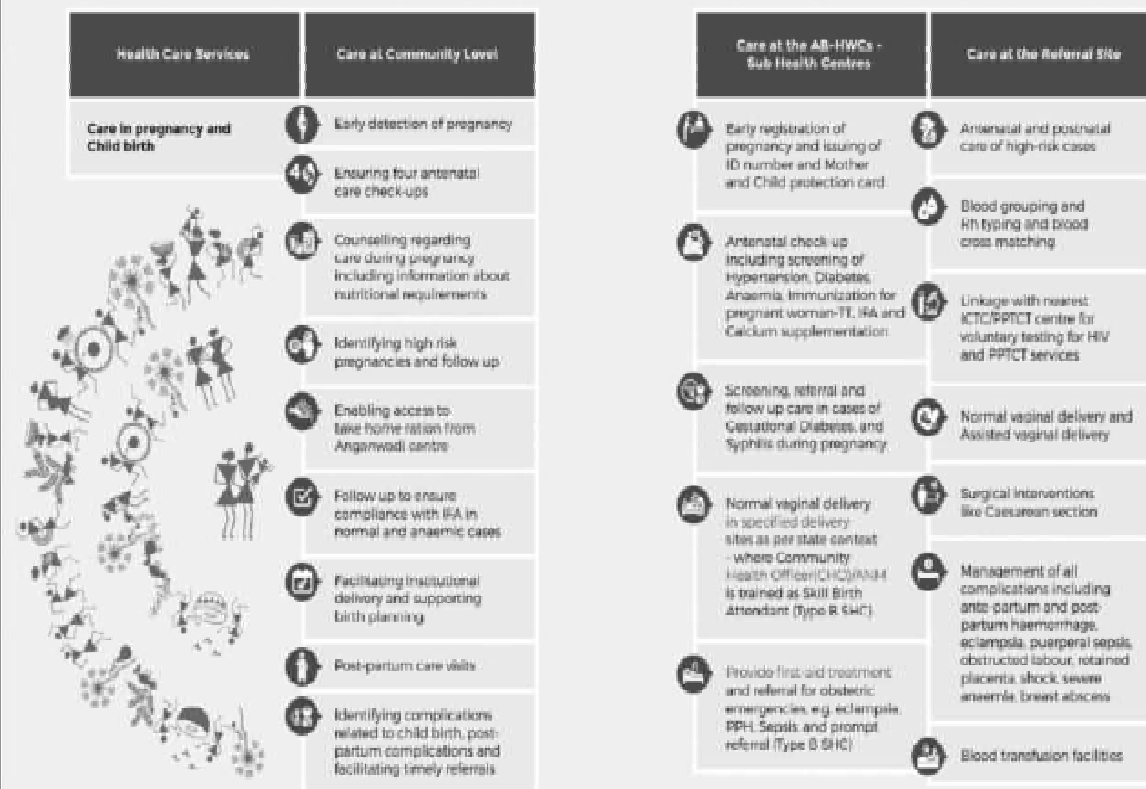 Health Care Services
Care at Community Level
Care in pregnancy and
Child birth
Early detection of pregnancy
Ensuring four antenatal
care check-ups
Counselling regarding
care during pregnancy
including information about
nutritional requirements
Identifying high risk
pregnancies and follow up
Enabling access to
take home ration from
Anganwadi centre
Follow up to ensure
compliance with IFA in
normal and anaemic cases
Facilitating institutional
delivery and supporting
birth planning
Post-partum care visits
Identifying complications
related to child birth, post-
partum complications and
facilitating timely referrals
Care at the AB-HWCs -
Sub Health Centres
Early registration of
pregnancy and issuing of
ID number and Mother
and Child protection card
Antenatal check up
including screening of
Hypertension, Diabetes,
Anaemia, Immunization for
pregnant woman-TT, IFA and
Calcium supplementation
Screening, referral and
follow up care in cases of
Gestational Diabetes, and
Syphilis during pregnancy
Normal vaginal delivery
in specified delivery
sites as per state context
- where Community
Health Officer(CHO)/ANM
is trained as Skill Birth
Attendant (Type B SHC)
Provide first aid treatment
and referral for obstetric
emergencies, e.g. eclampsia,
PPH, Sepsis, and prompt
referral (Type B SHC)
Care at the Referral Site
Antenatal and postnatal
care of high-risk cases
Blood grouping and
Rh typing and blood
cross matching
Linkage with nearest
ICTC/PPTCT centre for
voluntary testing for HIV
and PPTCT services
Normal vaginal delivery and
Assisted vaginal delivery
Surgical interventions
like Caesarean section
Management of all
complications including
ante-partum and post-
partum haemorrhage,
eclampsia, puerperal sepsis,
obstructed labour, retained
placenta, shock, severe
anaemia, breast abscess
Blood transfusion facilities